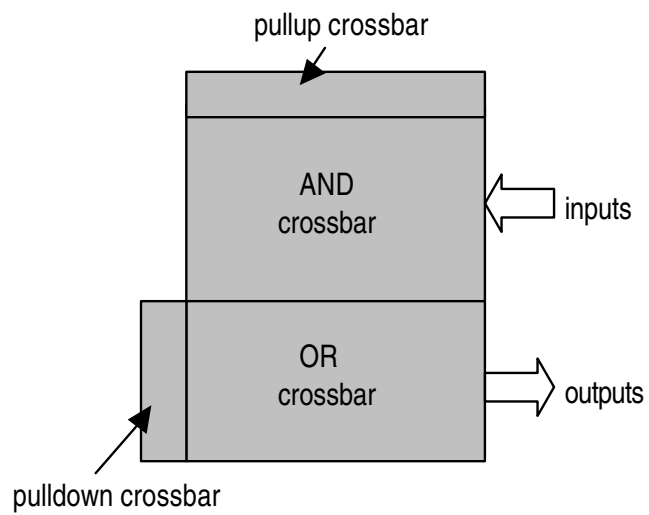 pullup crossbar
AND
crossbar
inputs
OR
crossbar
outputs
pulldown crossbar